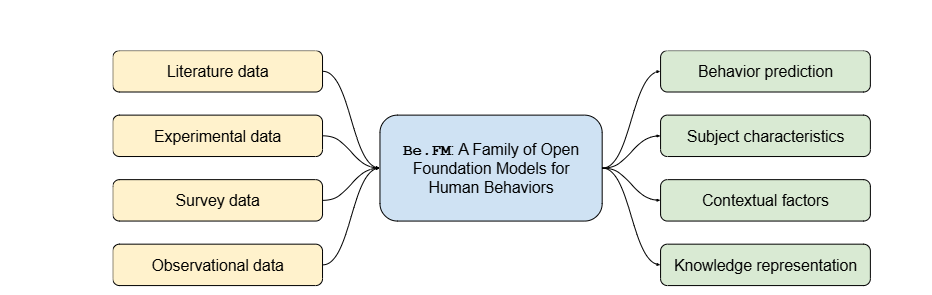 Literature data
Experimental data
Survey data
Observational data
Be.FM: A Family of Open
Foundation Models for
Human Behaviors
Behavior prediction
Subject characteristics
Contextual factors
Knowledge representation